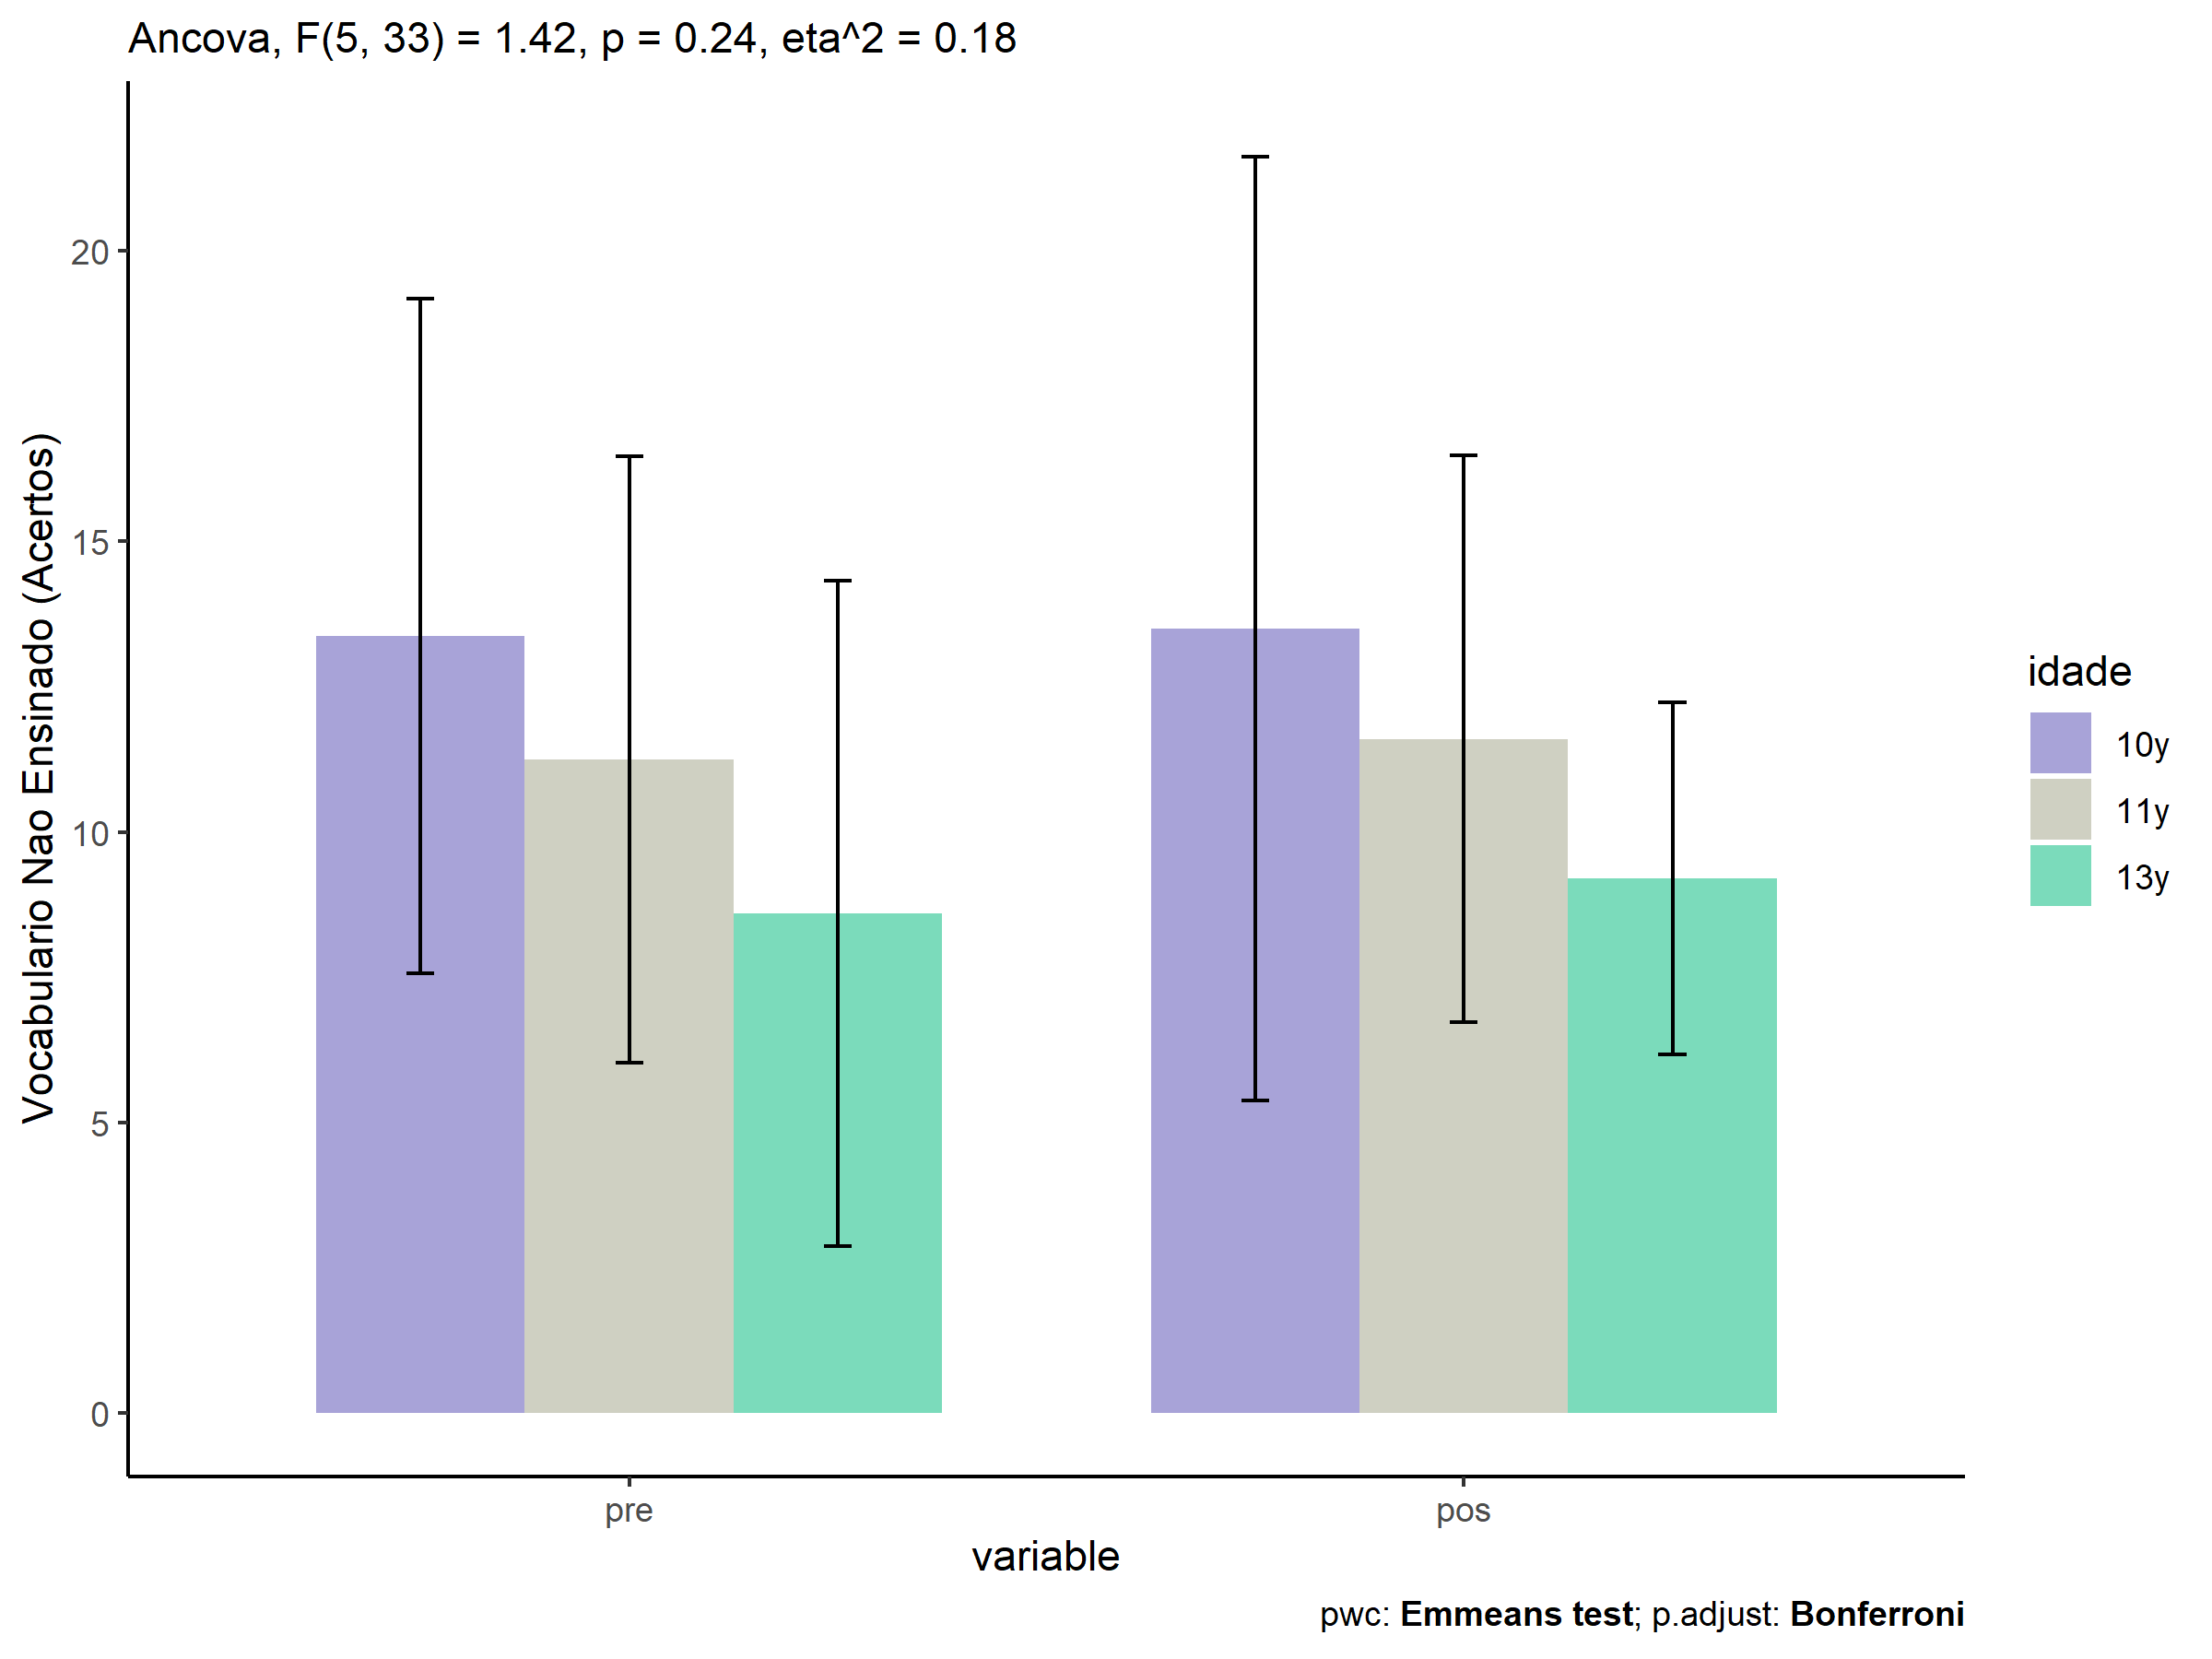 Ancova, F(5, 33) = 1.42, p = 0.24, eta^2 = 0.18
Vocabulario Nao Ensinado (Acertos)
20
15
10
5
0
pre
pos
variable
idade
10y
11y
13y
pwc: Emmeans test; p.adjust: Bonferroni